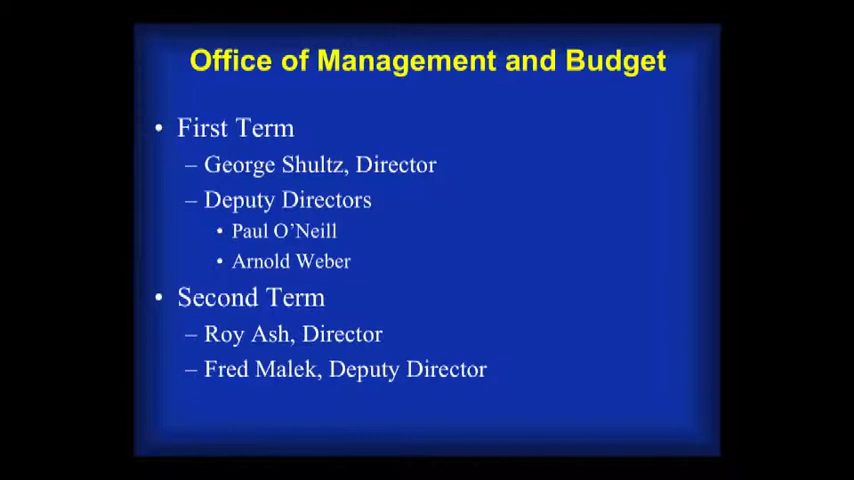 Office of Management and Budget
• First Term
– George Shultz, Director
– Deputy Directors
• Paul O’Neill
• Arnold Weber
• Second Term
– Roy Ash, Director
– Fred Malek, Deputy Director